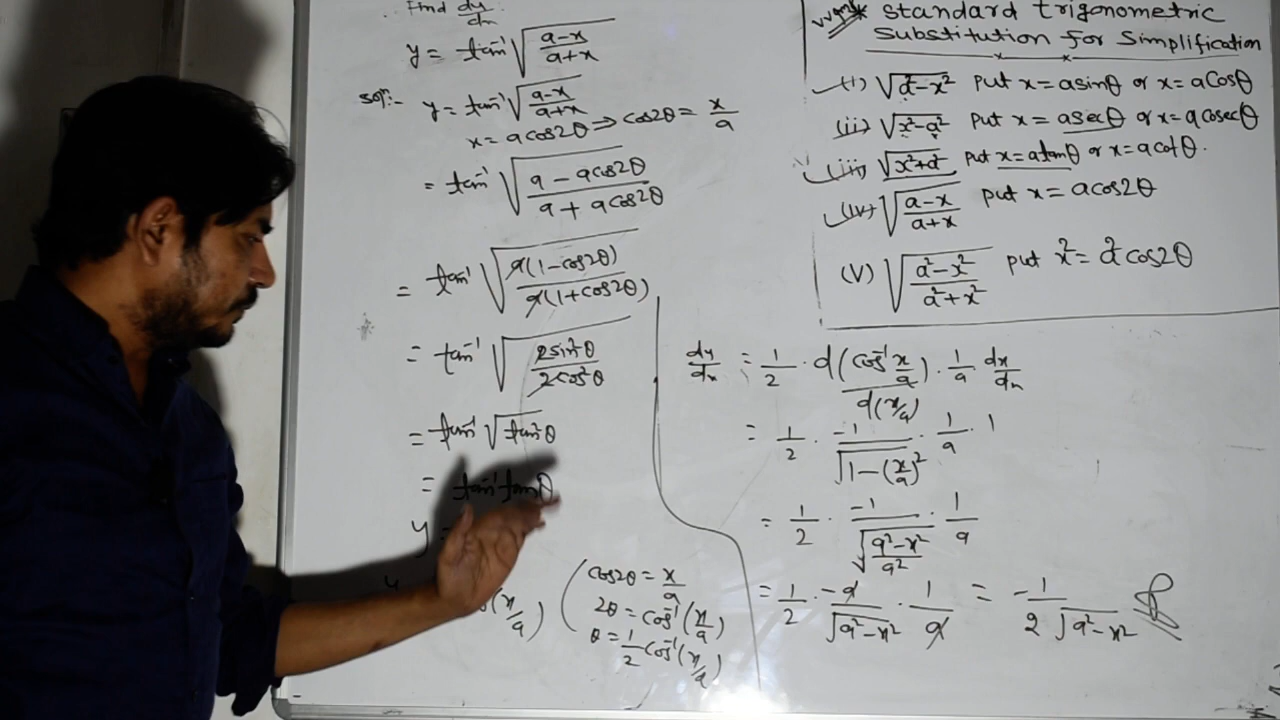 Find dy/dx
y = tan⁻¹ √((a-x)/(a+x))
Solⁿ:- y = tan⁻¹ √((a-x)/(a+x))
x = a cos2θ ⇒ cos2θ = x/a
= tan⁻¹ √((a - a cos2θ)/(a + a cos2θ))
= tan⁻¹ √(a(1-cos2θ)/a(1+cos2θ))
= tan⁻¹ √(2sin²θ/2cos²θ)
= tan⁻¹ √tan²θ
= tan⁻¹ tanθ
y =
(x/a)
cos2θ = x/a
2θ = cos⁻¹(x/a)
θ = 1/2 cos⁻¹(x/a)
Standard trigonometric
Substitution for Simplification
(i) √(a²-x²) put x = a sinθ or x = a Cosθ
(ii) √(x²-a²) put x = a secθ or x = a cosecθ
(iii) √(x²+a²) put x = a tanθ or x = a cotθ.
(iv) √((a-x)/(a+x)) put x = a cos2θ
(V) √((a²-x²)/(a²+x²)) put x² = a² cos2θ
dy/dx = 1/2 · d(cos⁻¹ x/a)/d(x/a) · 1/a dx/dx
= 1/2 · -1/√(1-(x/a)²) · 1/a · 1
= 1/2 · -1/√((a²-x²)/a²) · 1/a
= 1/2 · -a/√(a²-x²) · 1/a = -1/(2√(a²-x²))